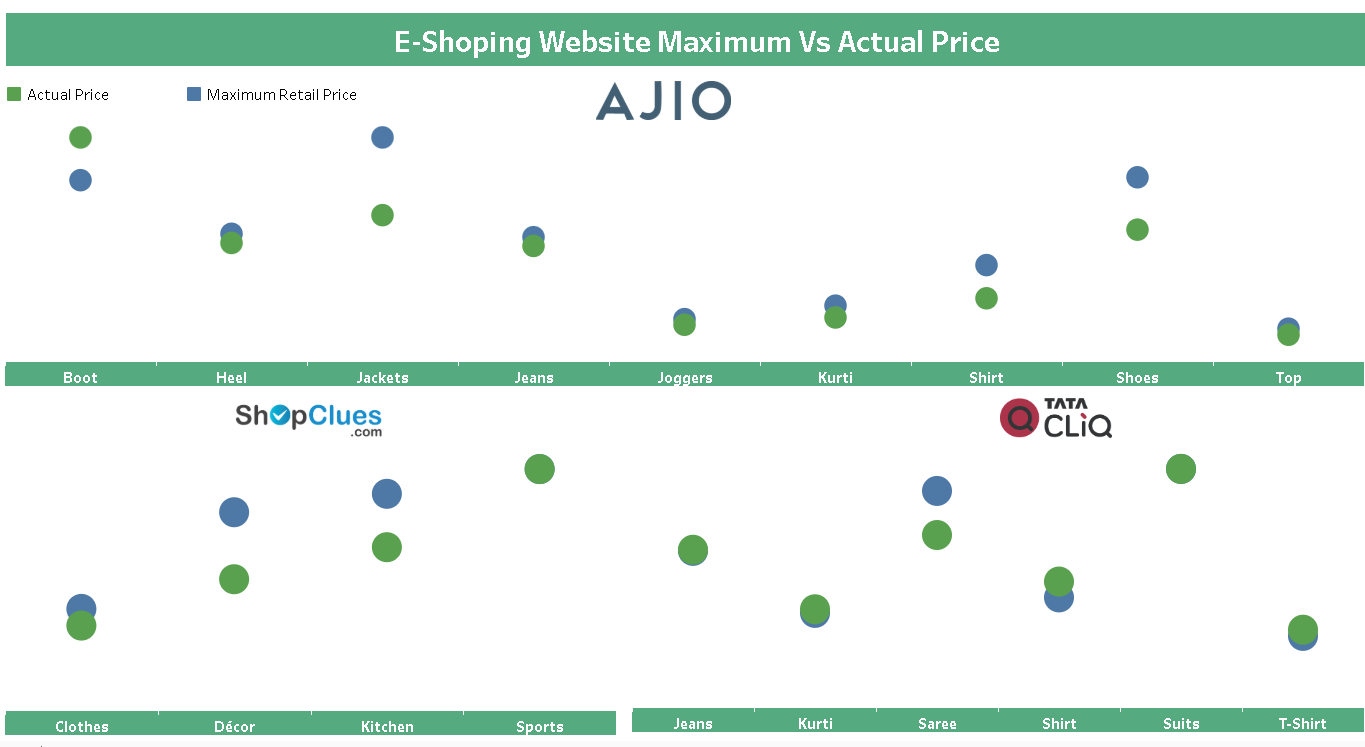 E-Shoping Website Maximum Vs Actual Price
Actual Price
Maximum Retail Price
AJIO
Boot
Heel
Jackets
Jeans
Joggers
Kurti
Shirt
Shoes
Top
ShopClues
.com
TATA
CLiQ
Clothes
Décor
Kitchen
Sports
Jeans
Kurti
Saree
Shirt
Suits
T-Shirt